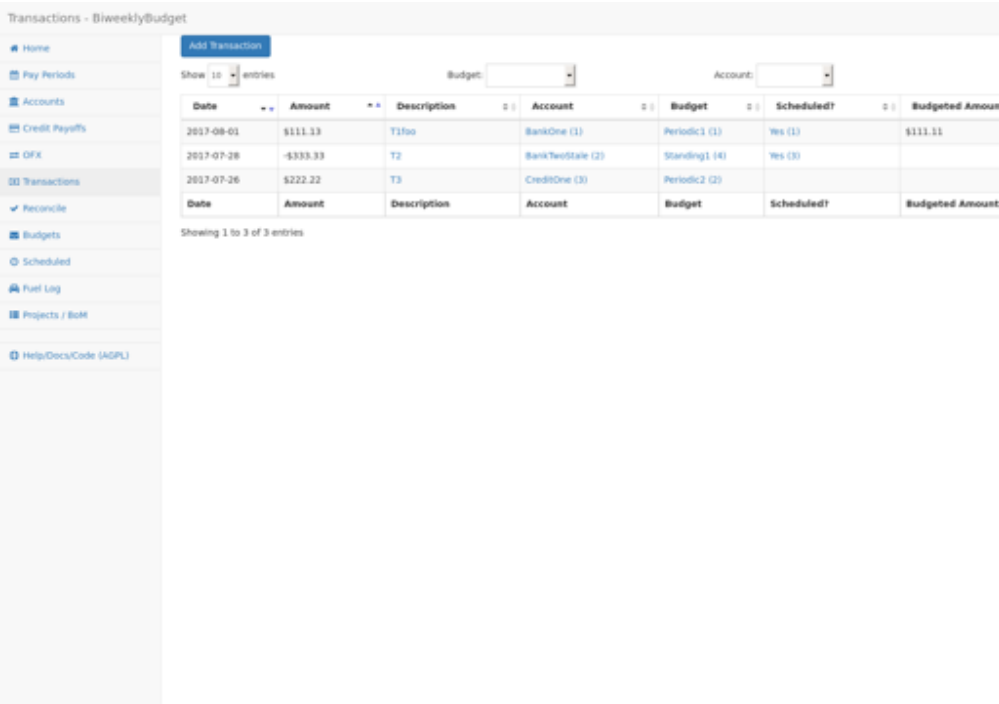 Transactions - BiweeklyBudget
Home
Pay Periods
Accounts
Credit Payoffs
OFX
Transactions
Reconcile
Budgets
Scheduled
Fuel Log
Projects / BoM
Help/Docs/Code (AGPL)
Add Transaction
Show 10 entries Budget: Account:
Date Amount Description Account Budget Scheduled? Budgeted Amoun
2017-08-01 $111.13 T1foo BankOne (1) Periodic1 (1) Yes (1) $111.11
2017-07-28 -$333.33 T2 BankTwoStale (2) Standing1 (4) Yes (3)
2017-07-26 $222.22 T3 CreditOne (3) Periodic2 (2)
Date Amount Description Account Budget Scheduled? Budgeted Amount
Showing 1 to 3 of 3 entries